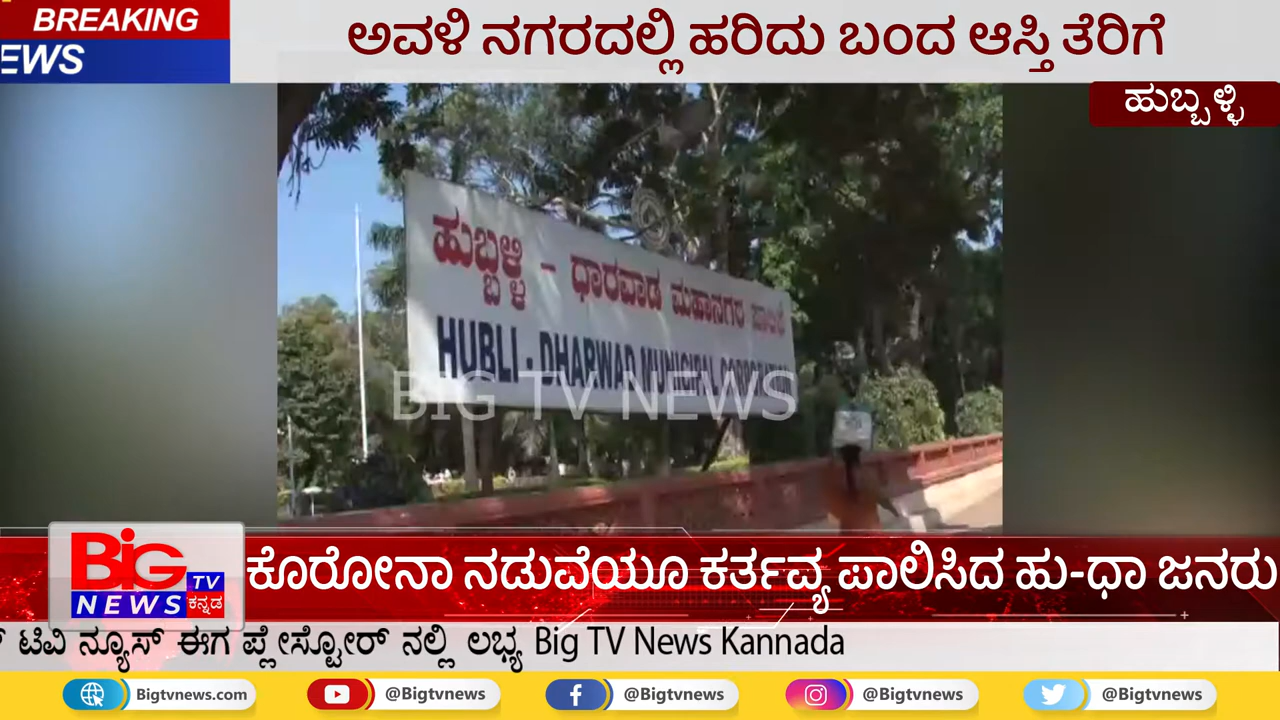 BREAKING
EWS
ಅವಳಿ ನಗರದಲ್ಲಿ ಹರಿದು ಬಂದ ಆಸ್ತಿ ತೆರಿಗೆ
ಹುಬ್ಬಳ್ಳಿ
ಹುಬ್ಬಳ್ಳಿ - ಧಾರವಾಡ ಮಹಾನಗರ ಪಾಲಿಕೆ
HUBLI - DHARWAD MUNICIPAL CORPORATION
BIG TV NEWS
BIG TV
NEWS ಕನ್ನಡ
ಕೊರೋನಾ ನಡುವೆಯೂ ಕರ್ತವ್ಯ ಪಾಲಿಸಿದ ಹು-ಧಾ ಜನರು
ಟಿವಿ ನ್ಯೂಸ್ ಈಗ ಪ್ಲೇಸ್ಟೋರ್ ನಲ್ಲಿ ಲಭ್ಯ Big TV News Kannada
Bigtvnews.com @Bigtvnews @Bigtvnews @Bigtvnews @Bigtvnews